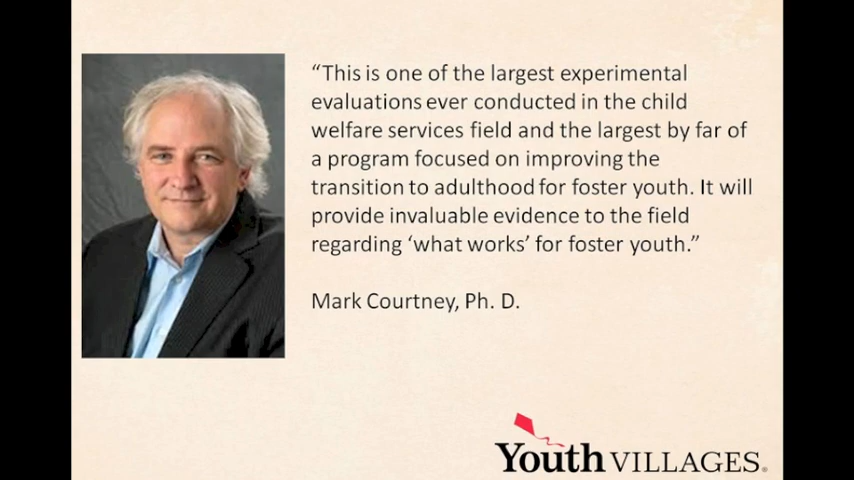 “This is one of the largest experimental
evaluations ever conducted in the child
welfare services field and the largest by far of
a program focused on improving the
transition to adulthood for foster youth. It will
provide invaluable evidence to the field
regarding ‘what works’ for foster youth.”
Mark Courtney, Ph. D.
Youth VILLAGES®